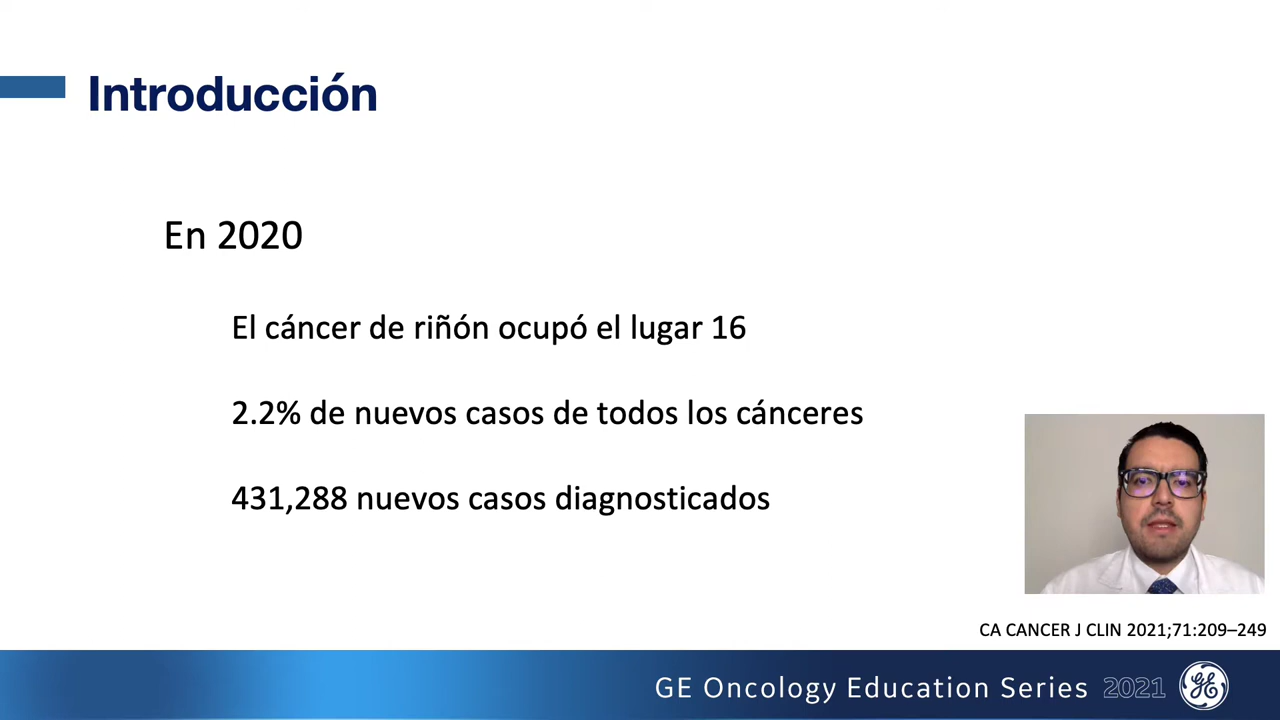 Introducción
En 2020
El cáncer de riñón ocupó el lugar 16
2.2% de nuevos casos de todos los cánceres
431,288 nuevos casos diagnosticados
CA CANCER J CLIN 2021;71:209–249
GE Oncology Education Series 2021
GE